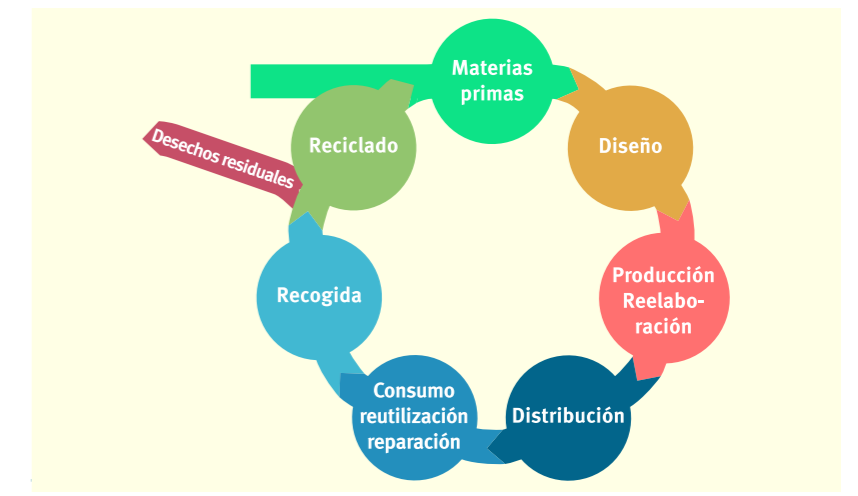 Materias
primas
Diseño
Producción
Reelabo-
ración
Distribución
Consumo
reutilización
reparación
Recogida
Reciclado
Desechos residuales